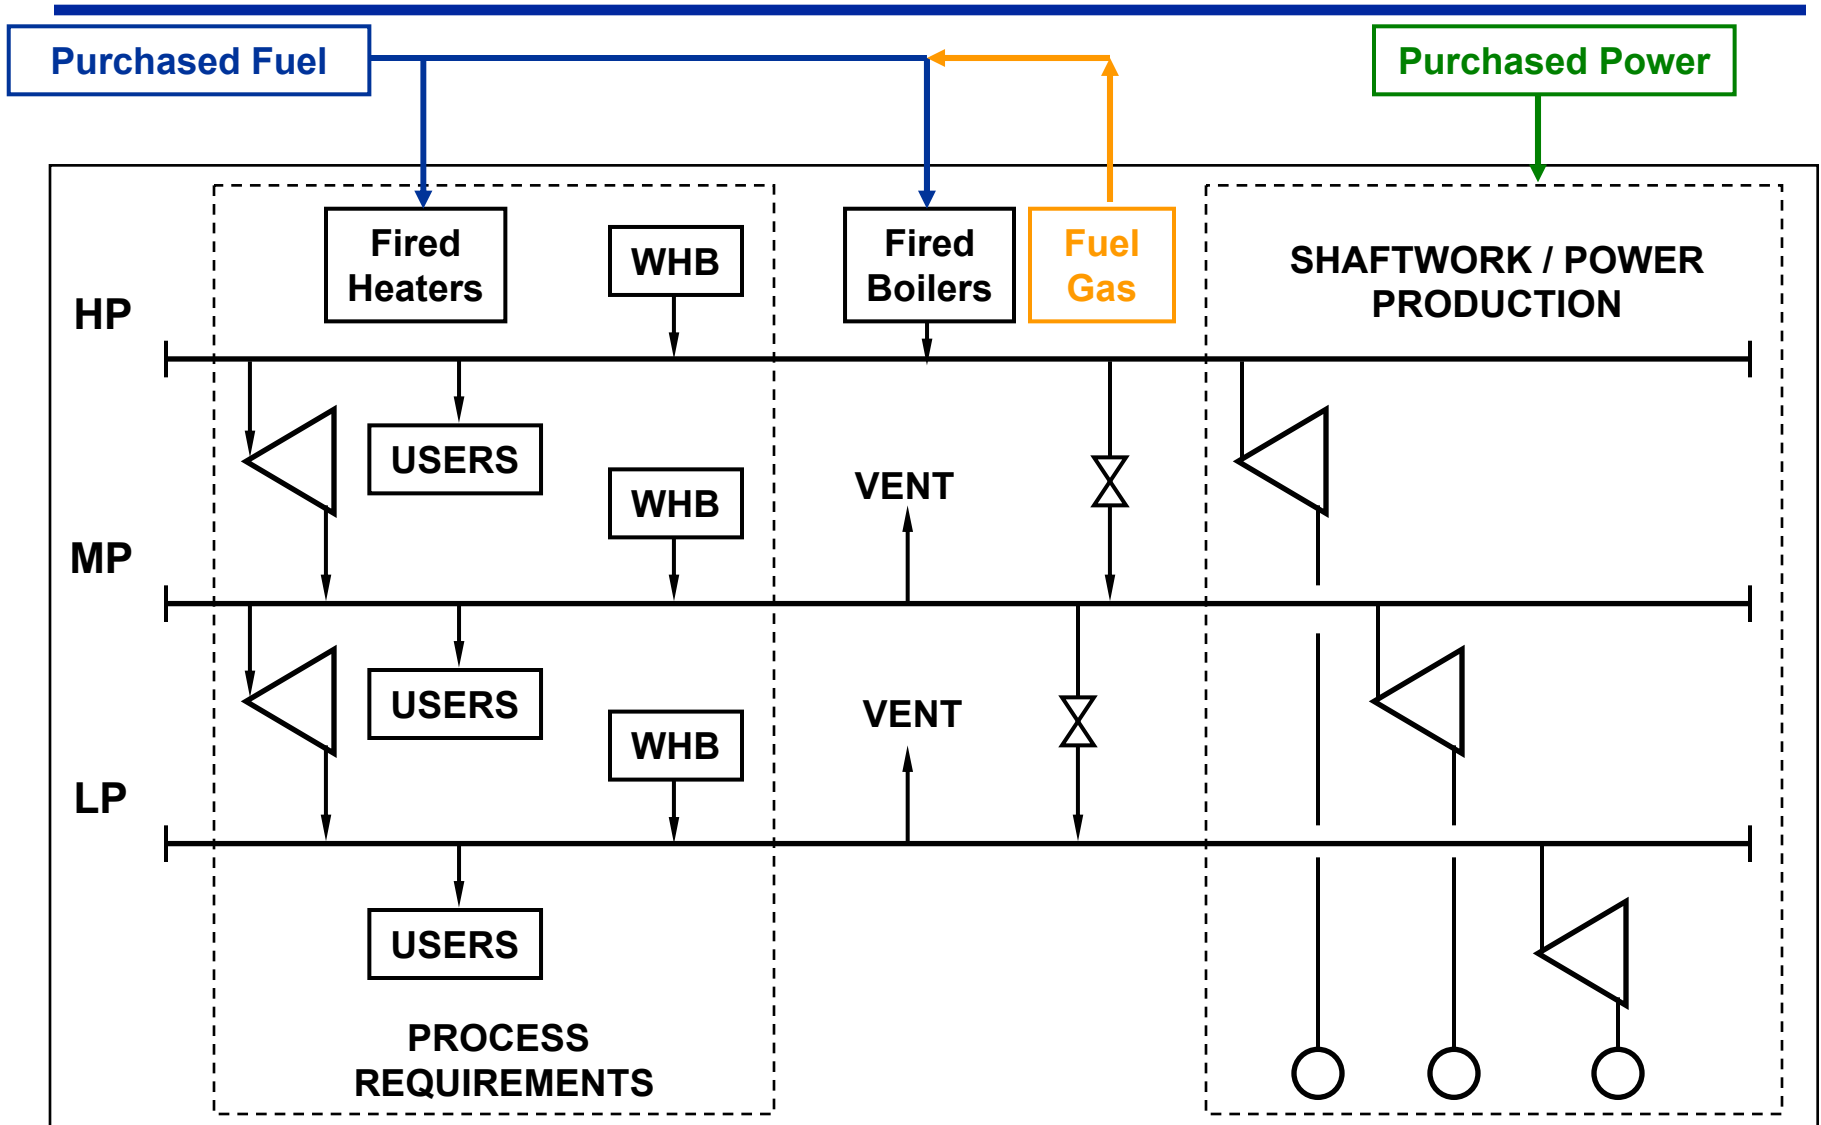 Purchased Fuel
Purchased Power
Fired
Heaters
WHB
Fired
Boilers
Fuel
Gas
SHAFTWORK / POWER
PRODUCTION
HP
USERS
WHB
VENT
MP
USERS
WHB
VENT
LP
USERS
PROCESS
REQUIREMENTS